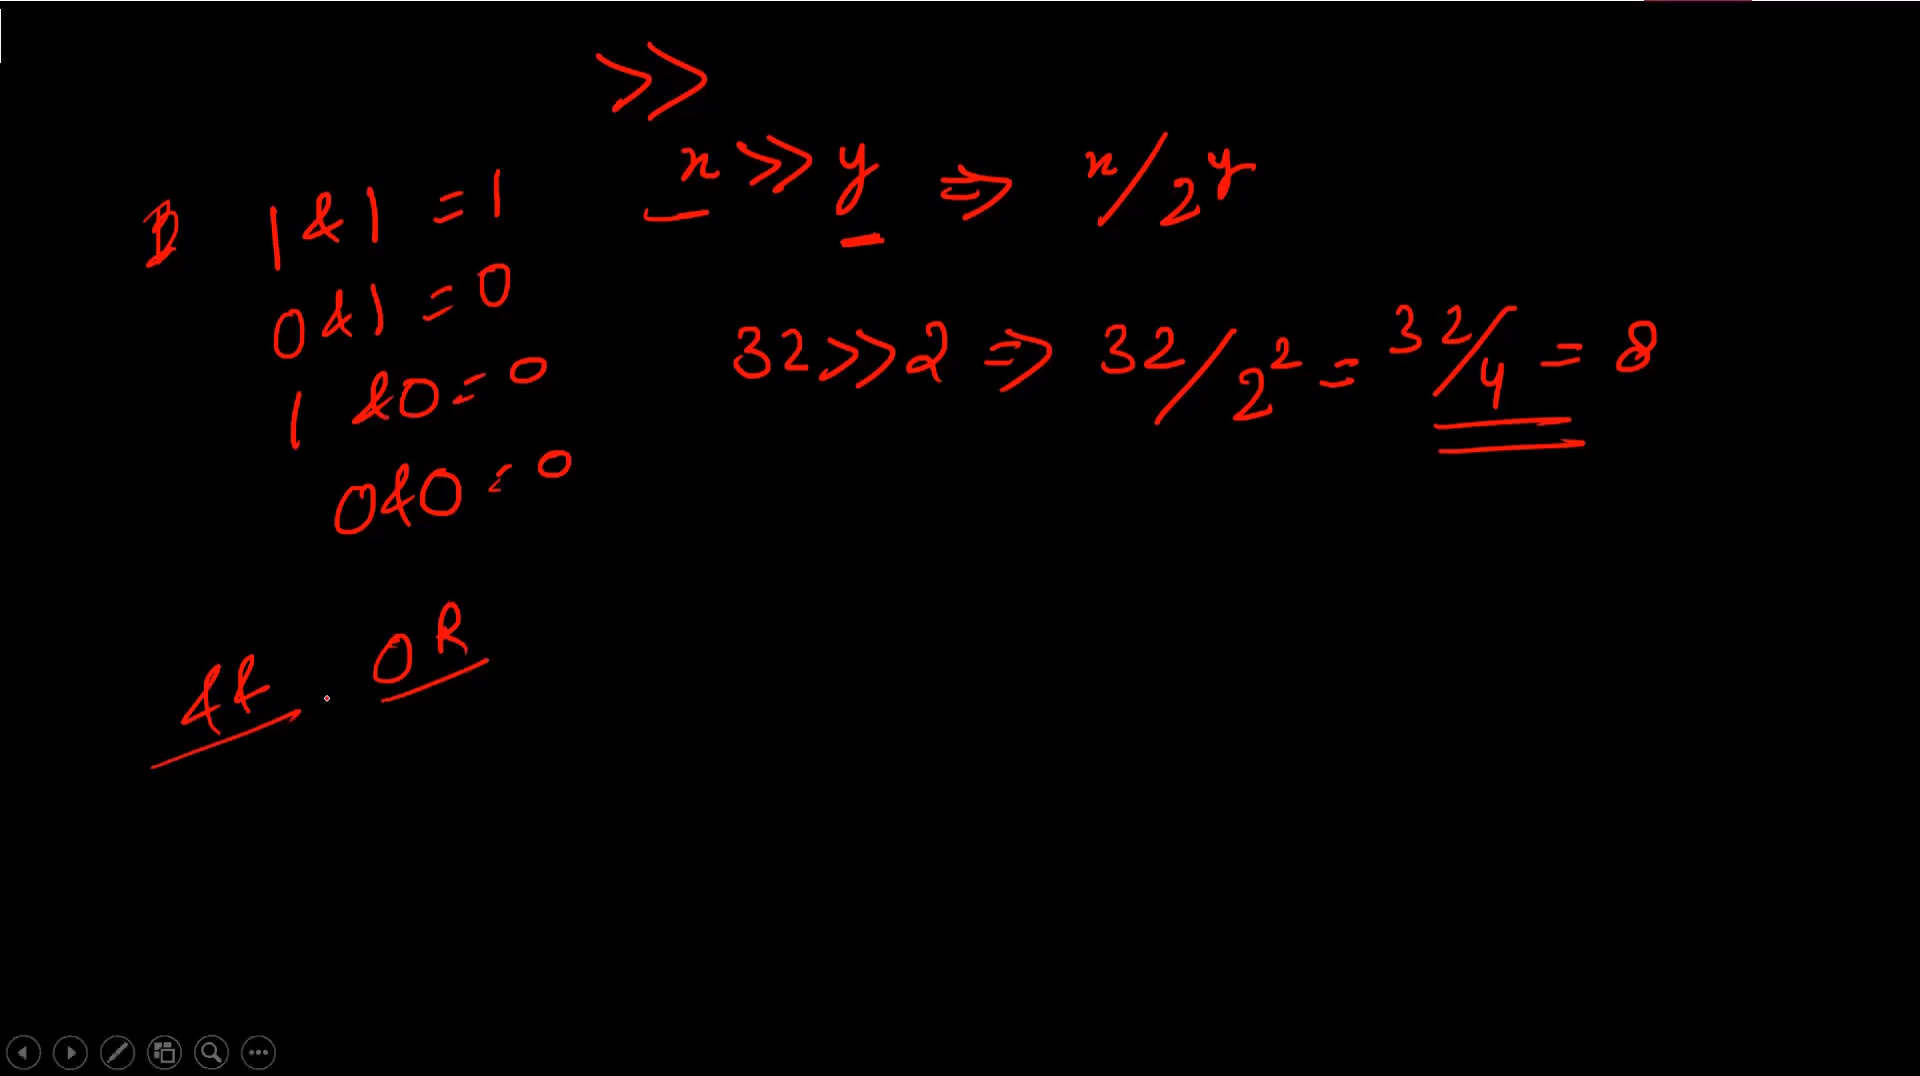 >>
x >> y ⇒ x/2^y
1 & 1 = 1
0 & 1 = 0
1 & 0 = 0
0 & 0 = 0
32 >> 2 ⇒ 32/2^2 = 32/4 = 8
&& OR